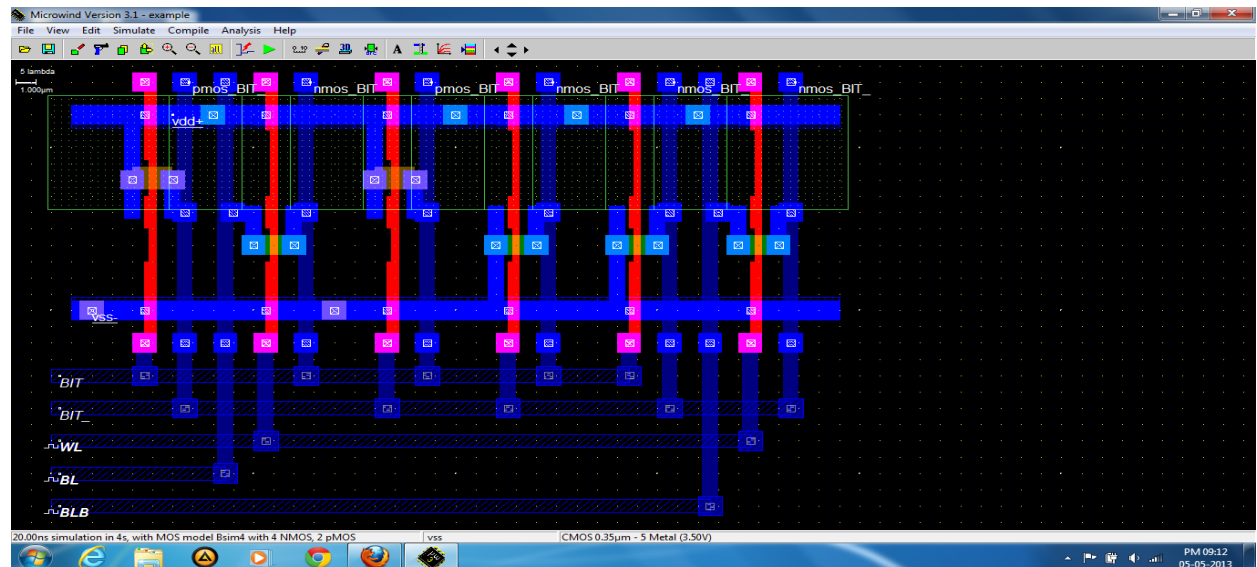 Microwind Version 3.1 - example
File View Edit Simulate Compile Analysis Help
5 lambda
1.000µm
pmos_BIT_ nmos_BIT pmos_BIT nmos_BIT nmos_BIT_ nmos_BIT_
vdd+
vss-
BIT
BIT_
WL
BL
BLB
20.00ns simulation in 4s, with MOS model Bsim4 with 4 NMOS, 2 pMOS vss CMOS 0.35µm - 5 Metal (3.50V)
PM 09:12
05-05-2013